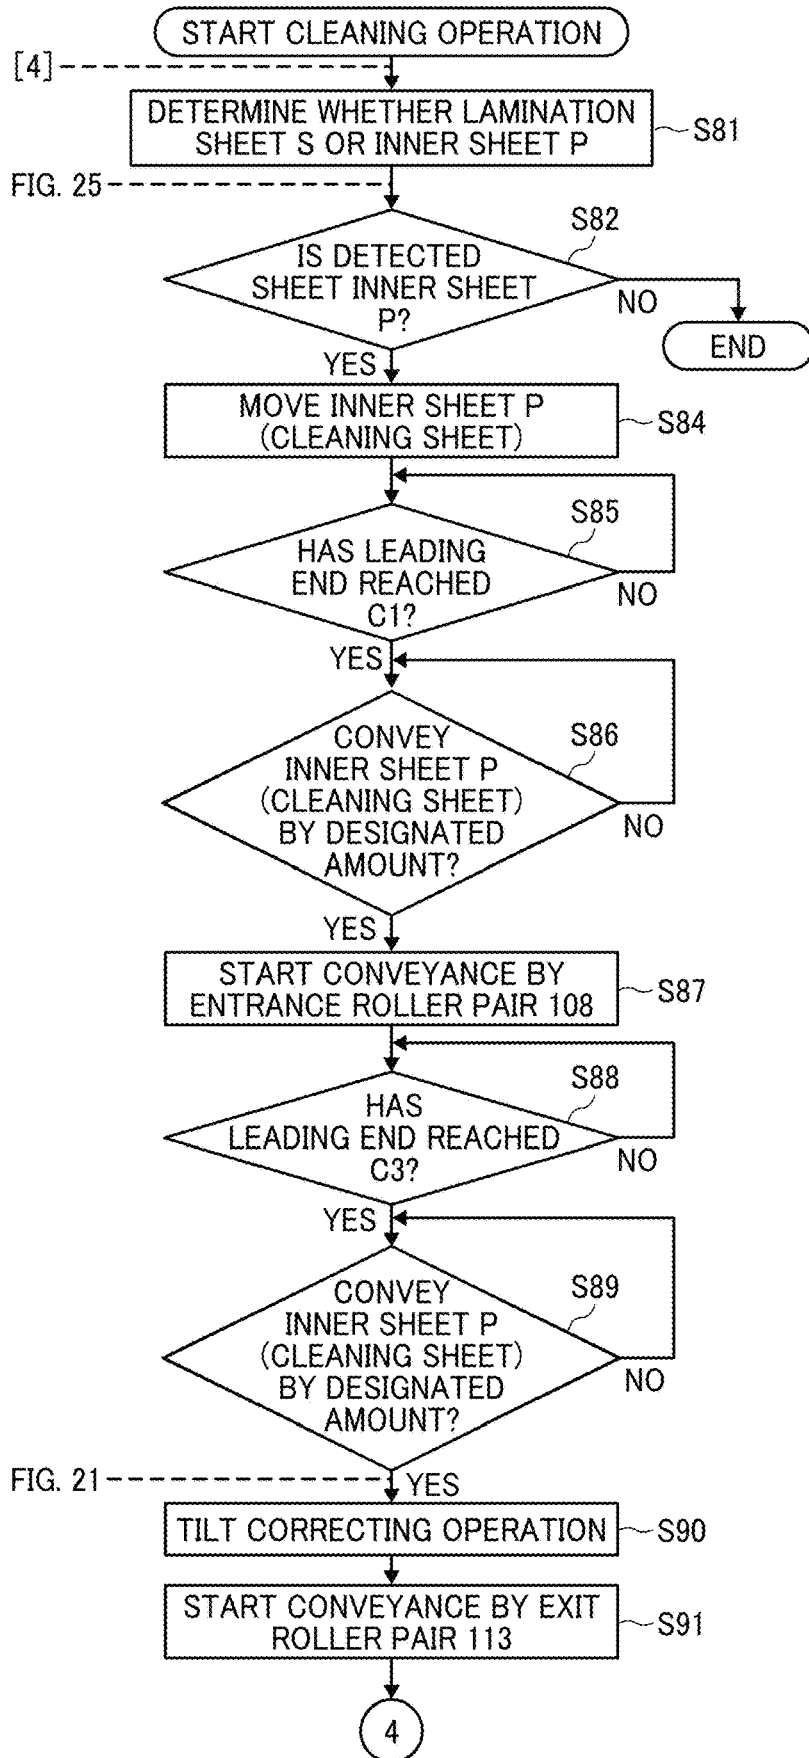 START CLEANING OPERATION
[4]
DETERMINE WHETHER LAMINATION
SHEET S OR INNER SHEET P
S81
FIG. 25
S82
IS DETECTED
SHEET INNER SHEET
P?
NO
END
YES
MOVE INNER SHEET P
(CLEANING SHEET)
S84
S85
HAS LEADING
END REACHED
C1?
NO
YES
S86
CONVEY
INNER SHEET P
(CLEANING SHEET)
BY DESIGNATED
AMOUNT?
NO
YES
START CONVEYANCE BY
ENTRANCE ROLLER PAIR 108
S87
S88
HAS
LEADING END REACHED
C3?
NO
YES
S89
CONVEY
INNER SHEET P
(CLEANING SHEET)
BY DESIGNATED
AMOUNT?
NO
FIG. 21
YES
TILT CORRECTING OPERATION
S90
START CONVEYANCE BY EXIT
ROLLER PAIR 113
S91
4